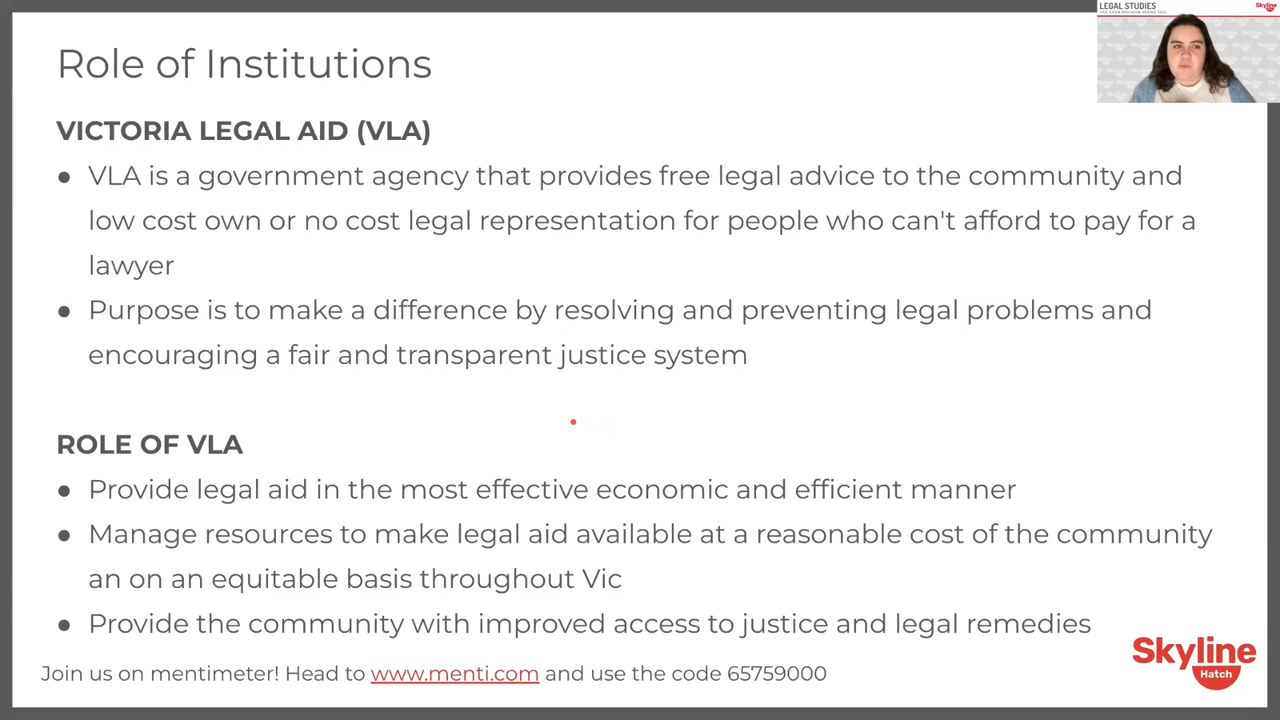 LEGAL STUDIES
Skyline
Role of Institutions
VICTORIA LEGAL AID (VLA)
● VLA is a government agency that provides free legal advice to the community and
low cost own or no cost legal representation for people who can't afford to pay for a
lawyer
● Purpose is to make a difference by resolving and preventing legal problems and
encouraging a fair and transparent justice system
ROLE OF VLA
● Provide legal aid in the most effective economic and efficient manner
● Manage resources to make legal aid available at a reasonable cost of the community
an on an equitable basis throughout Vic
● Provide the community with improved access to justice and legal remedies
Join us on mentimeter! Head to www.menti.com and use the code 65759000
Skyline
Hatch